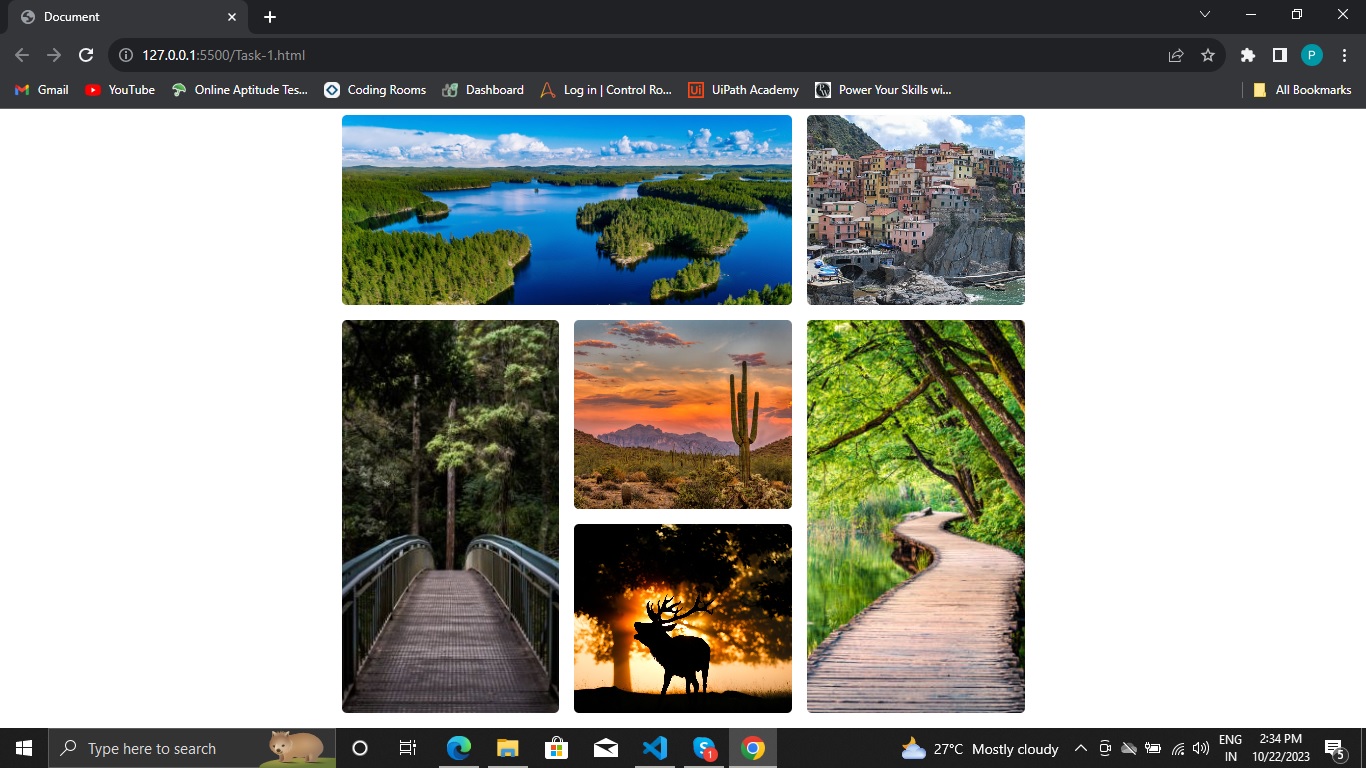 Document
127.0.0.1:5500/Task-1.html
P
Gmail YouTube Online Aptitude Tes... Coding Rooms Dashboard Log in | Control Ro... Ui UiPath Academy Power Your Skills wi... All Bookmarks
Type here to search
1
27°C Mostly cloudy
ENG
IN
2:34 PM
10/22/2023
5